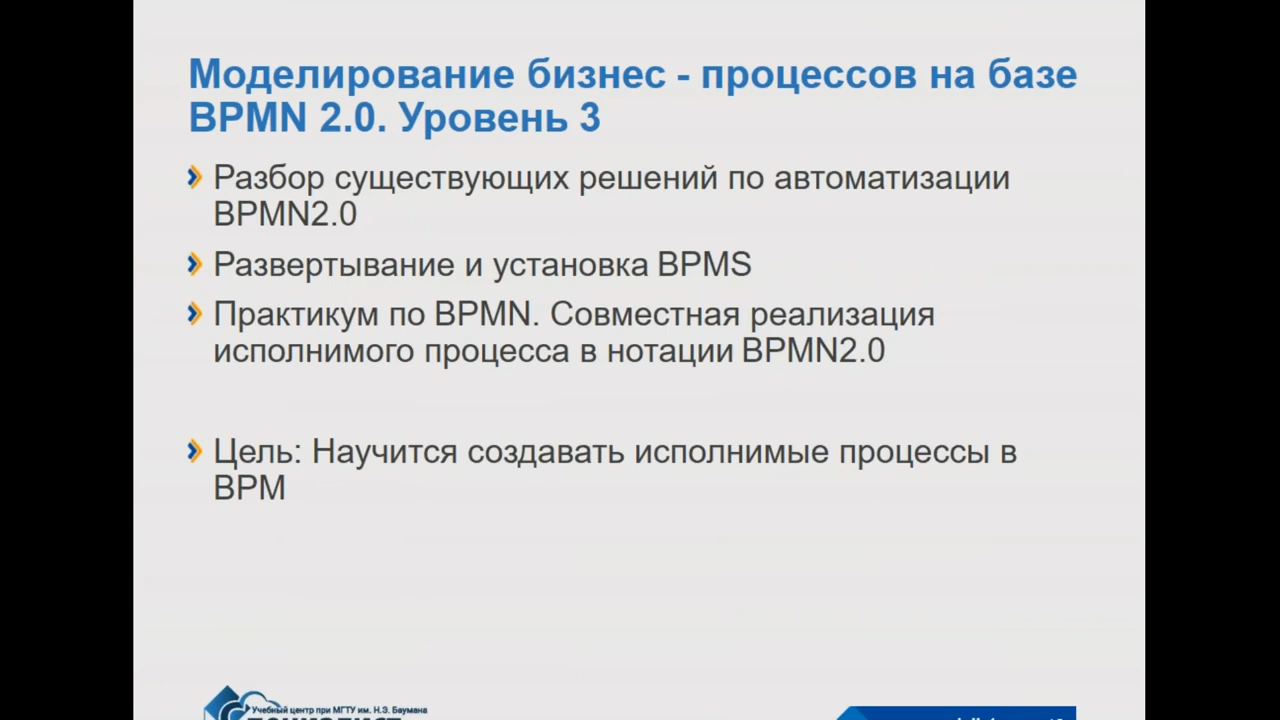 Моделирование бизнес - процессов на базе
BPMN 2.0. Уровень 3
Разбор существующих решений по автоматизации
BPMN2.0
Развертывание и установка BPMS
Практикум по BPMN. Совместная реализация
исполнимого процесса в нотации BPMN2.0
Цель: Научится создавать исполнимые процессы в
BPM
Учебный центр при МГТУ им. Н.Э. Баумана